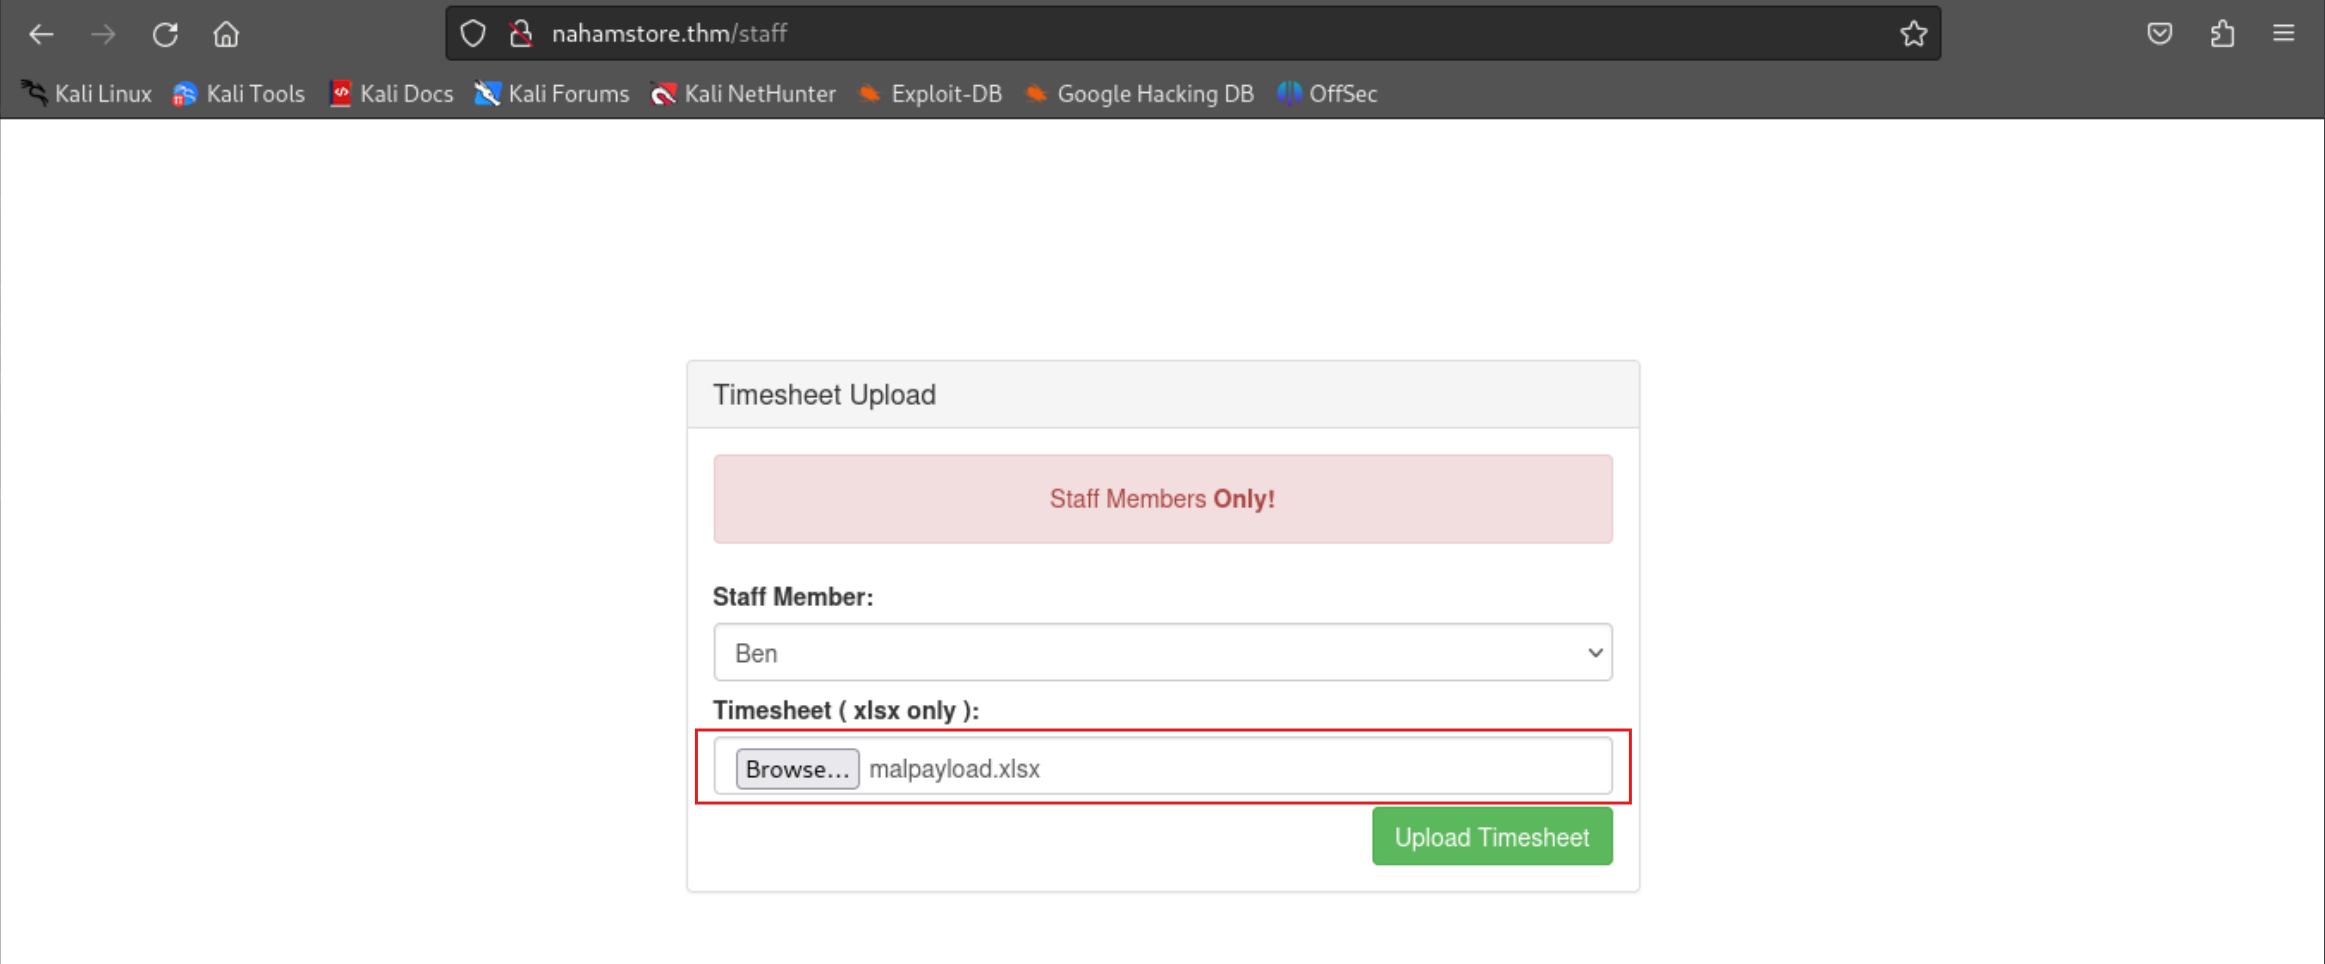 nahamstore.thm/staff
Kali Linux Kali Tools Kali Docs Kali Forums Kali NetHunter Exploit-DB Google Hacking DB OffSec
Timesheet Upload
Staff Members Only!
Staff Member:
Ben
Timesheet ( xlsx only ):
Browse... malpayload.xlsx
Upload Timesheet